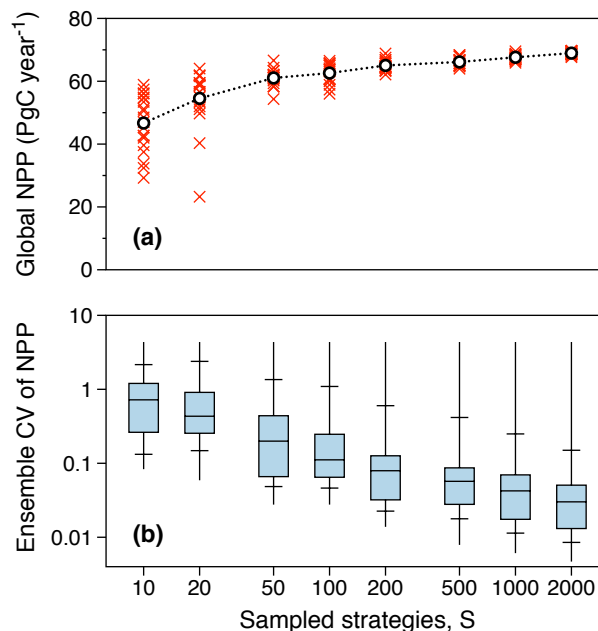 80
60
40
20
0
Global NPP (PgC year-1)
(a)
10
1
0.1
0.01
Ensemble CV of NPP
(b)
10 20 50 100 200 500 1000 2000
Sampled strategies, S